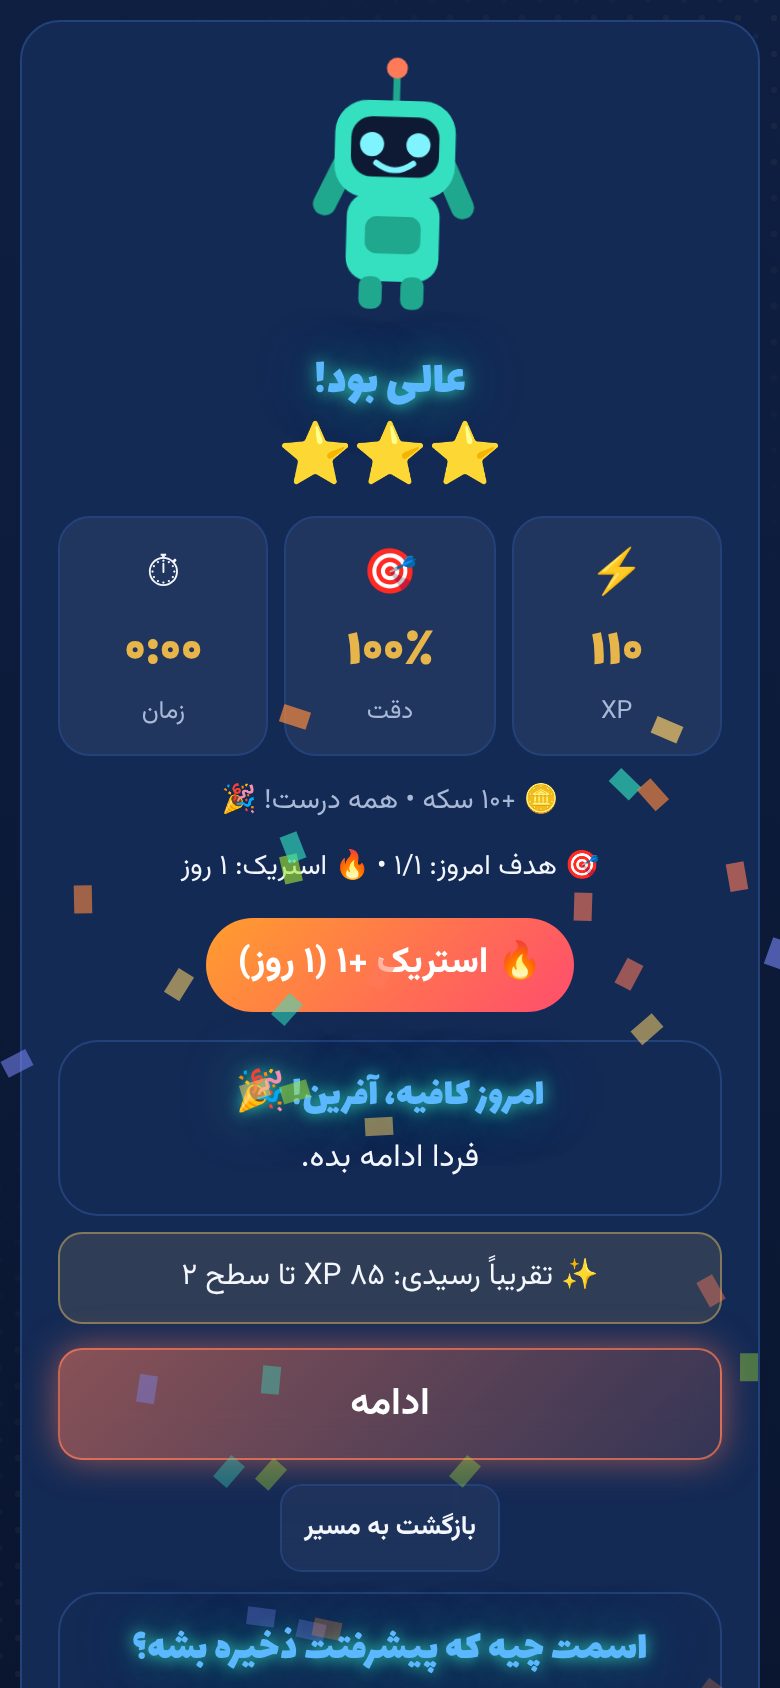 عالی بود!
⚡ 🎯 ⏱
۱۱۰ ۱۰۰٪ ۰:۰۰
XP دقت زمان
🪙 +۱۰ سکه • همه درست! 🎉
🎯 هدف امروز: ۱/۱ • 🔥 استریک: ۱ روز
🔥 استریک +۱ (۱ روز)
امروز کافیه، آفرین! 🎉
فردا ادامه بده.
✨ تقریباً رسیدی: ۸۵ XP تا سطح ۲
ادامه
بازگشت به مسیر
اسمت چیه که پیشرفتت ذخیره بشه؟